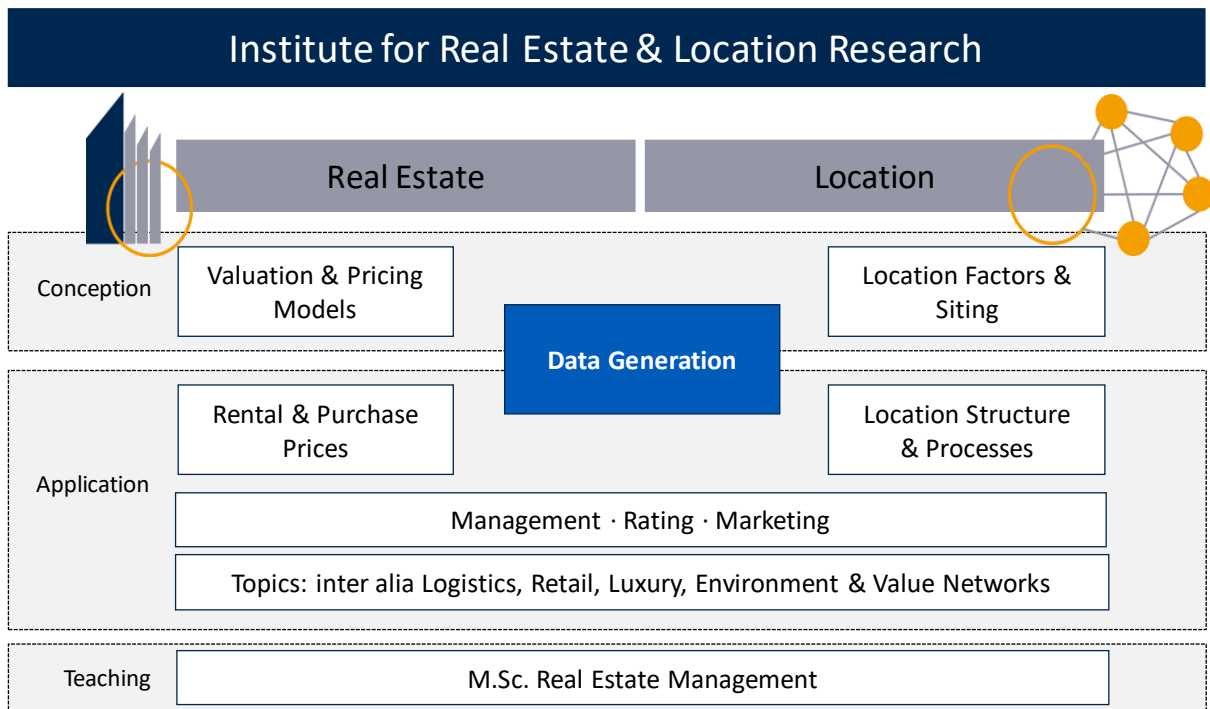 Institute for Real Estate & Location Research
Real Estate
Location
Conception
Valuation & Pricing
Models
Location Factors &
Siting
Data Generation
Application
Rental & Purchase
Prices
Location Structure
& Processes
Management · Rating · Marketing
Topics: inter alia Logistics, Retail, Luxury, Environment & Value Networks
Teaching
M.Sc. Real Estate Management